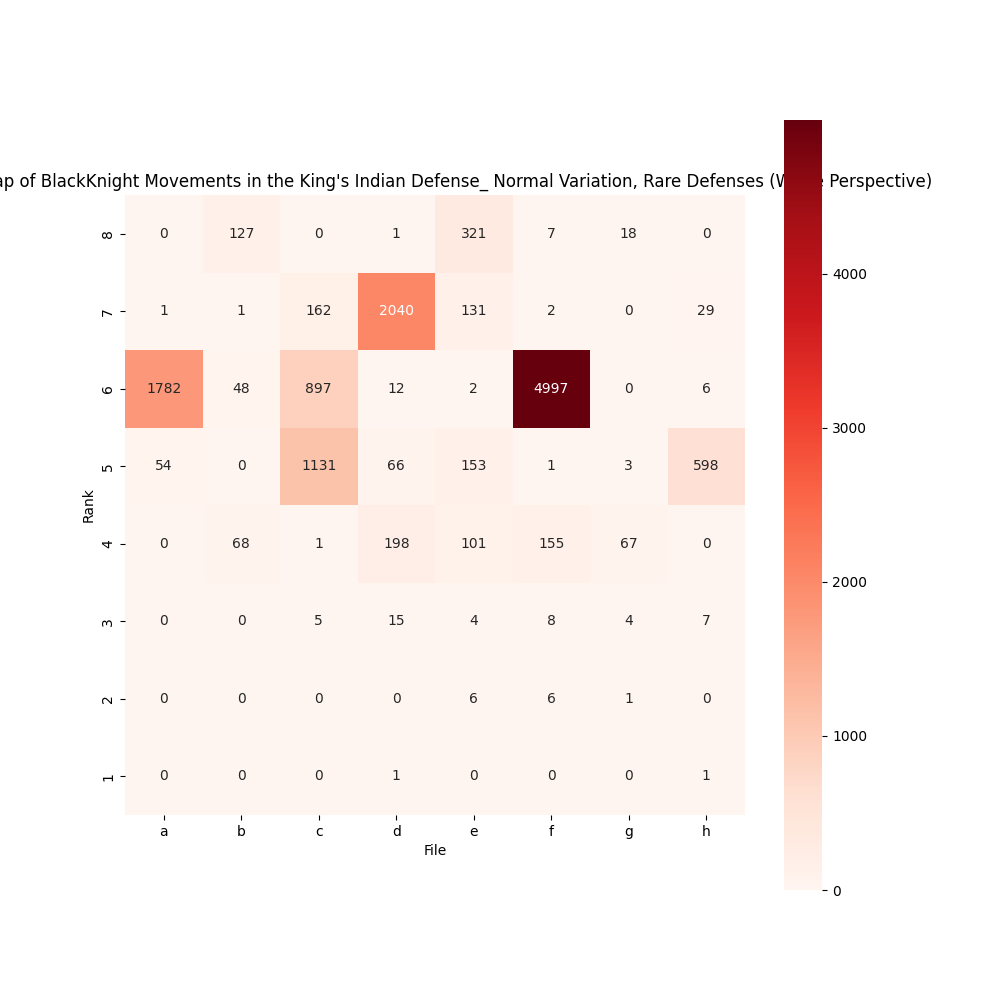 ap of BlackKnight Movements in the King's Indian Defense_ Normal Variation, Rare Defenses (W e Perspective)
8 0 127 0 1 321 7 18 0
7 1 1 162 2040 131 2 0 29
6 1782 48 897 12 2 4997 0 6
5 54 0 1131 66 153 1 3 598
4 0 68 1 198 101 155 67 0
3 0 0 5 15 4 8 4 7
2 0 0 0 0 6 6 1 0
1 0 0 0 1 0 0 0 1
a b c d e f g h
File
Rank
4000
3000
2000
1000
0